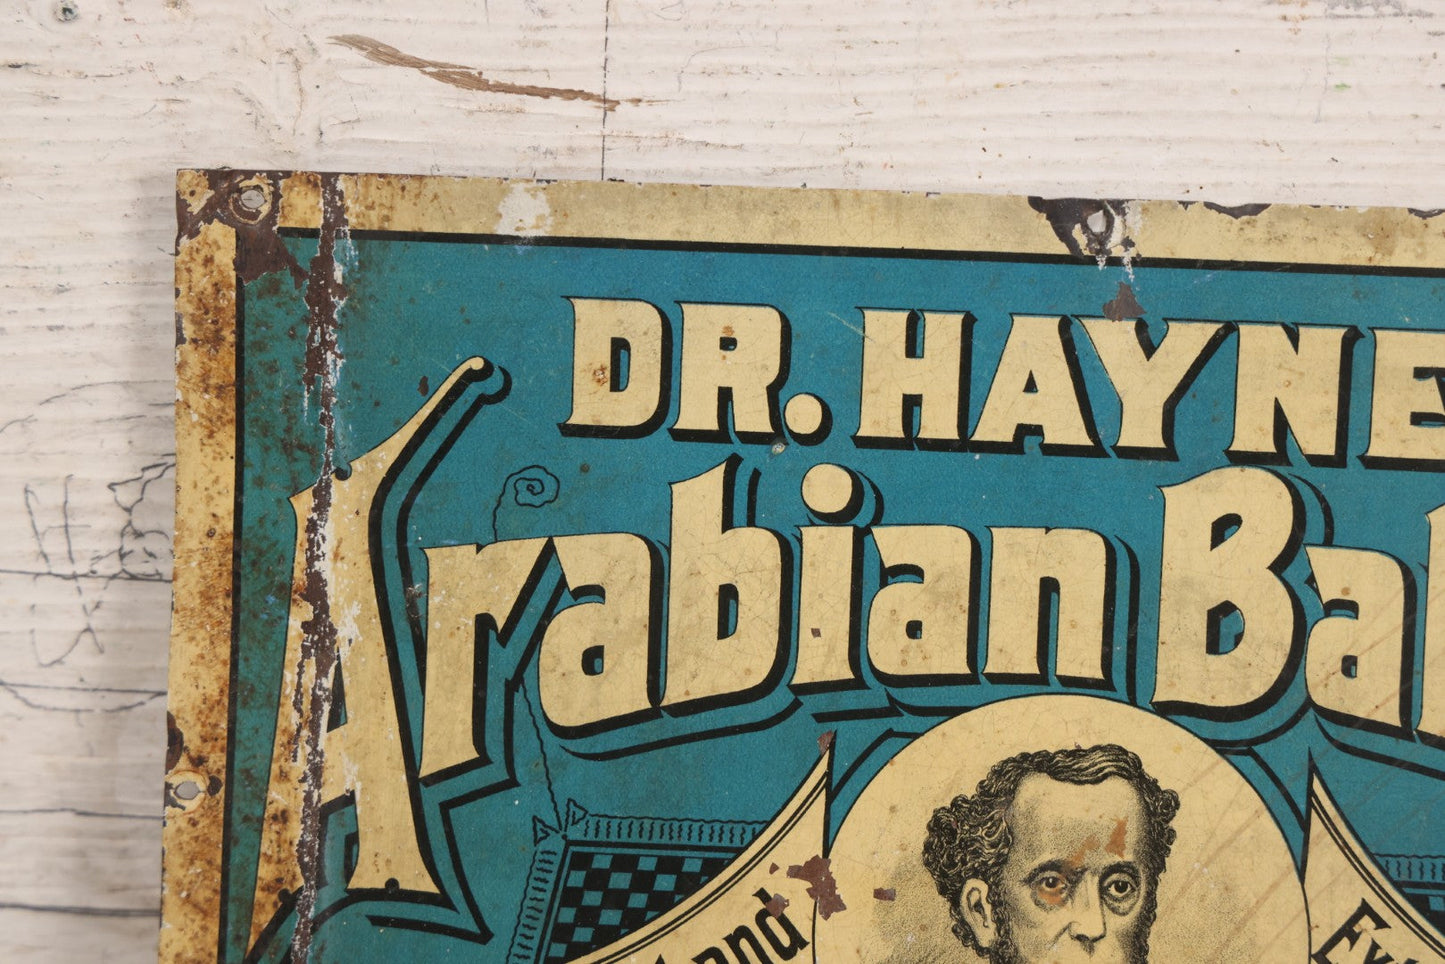 DR. HAYNE
Arabian Ba
and
Ex